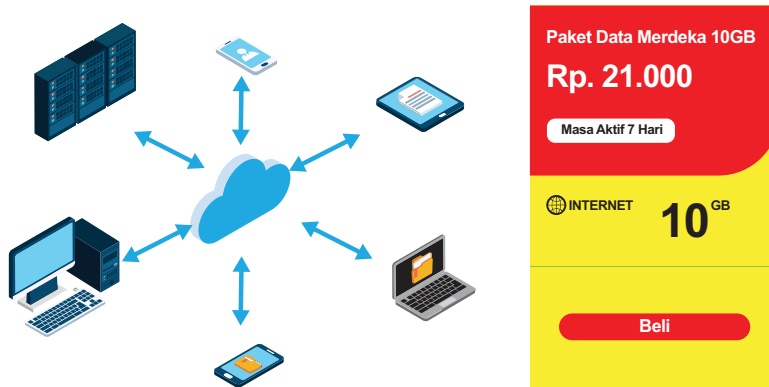 Paket Data Merdeka 10GB
Rp. 21.000
Masa Aktif 7 Hari
INTERNET 10 GB
Beli